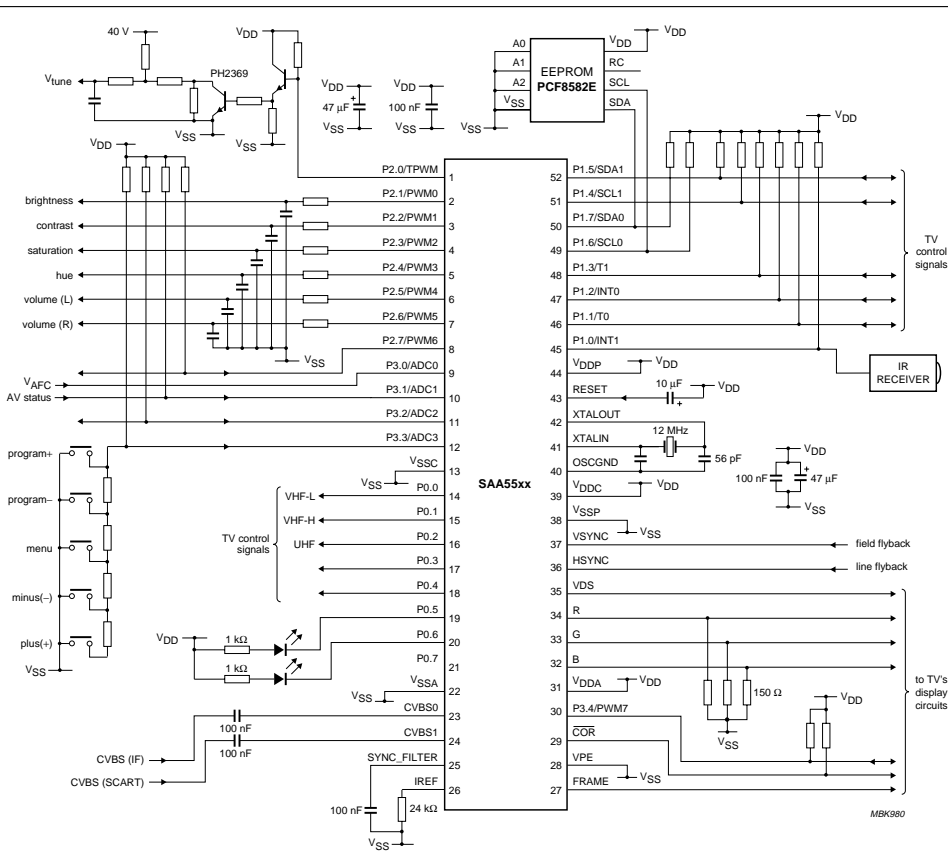 40 V
Vtune
VDD
PH2369
VSS
VSS
VDD
47 μF
+
VSS
VDD
100 nF
VSS
A0
A1
A2
VSS
VSS
EEPROM
PCF8582E
VDD
RC
SCL
SDA
VDD
VDD
VDD
brightness
contrast
saturation
hue
volume (L)
volume (R)
VSS
VAFC
AV status
program+
program−
menu
minus(−)
plus(+)
VSS
VSS
TV control
signals
VHF-L
VHF-H
UHF
VDD
1 kΩ
1 kΩ
VSS
100 nF
100 nF
CVBS (IF)
CVBS (SCART)
100 nF
24 kΩ
VSS
P2.0/TPWM 1
P2.1/PWM0 2
P2.2/PWM1 3
P2.3/PWM2 4
P2.4/PWM3 5
P2.5/PWM4 6
P2.6/PWM5 7
P2.7/PWM6 8
P3.0/ADC0 9
P3.1/ADC1 10
P3.2/ADC2 11
P3.3/ADC3 12
VSSC 13
P0.0 14
P0.1 15
P0.2 16
P0.3 17
P0.4 18
P0.5 19
P0.6 20
P0.7 21
VSSA 22
CVBS0 23
CVBS1 24
SYNC_FILTER 25
IREF 26
SAA55xx
52 P1.5/SDA1
51 P1.4/SCL1
50 P1.7/SDA0
49 P1.6/SCL0
48 P1.3/T1
47 P1.2/INT0
46 P1.1/T0
45 P1.0/INT1
44 VDDP
43 RESET
42 XTALOUT
41 XTALIN
40 OSCGND
39 VDDC
38 VSSP
37 VSYNC
36 HSYNC
35 VDS
34 R
33 G
32 B
31 VDDA
30 P3.4/PWM7
29 COR
28 VPE
27 FRAME
TV
control
signals
IR
RECEIVER
VDD
10 μF
+
VDD
12 MHz
56 pF
VDD
100 nF
+
47 μF
VSS
VDD
VSS
field flyback
line flyback
150 Ω
VDD
VSS
VDD
VSS
to TV's
display
circuits
MBK980